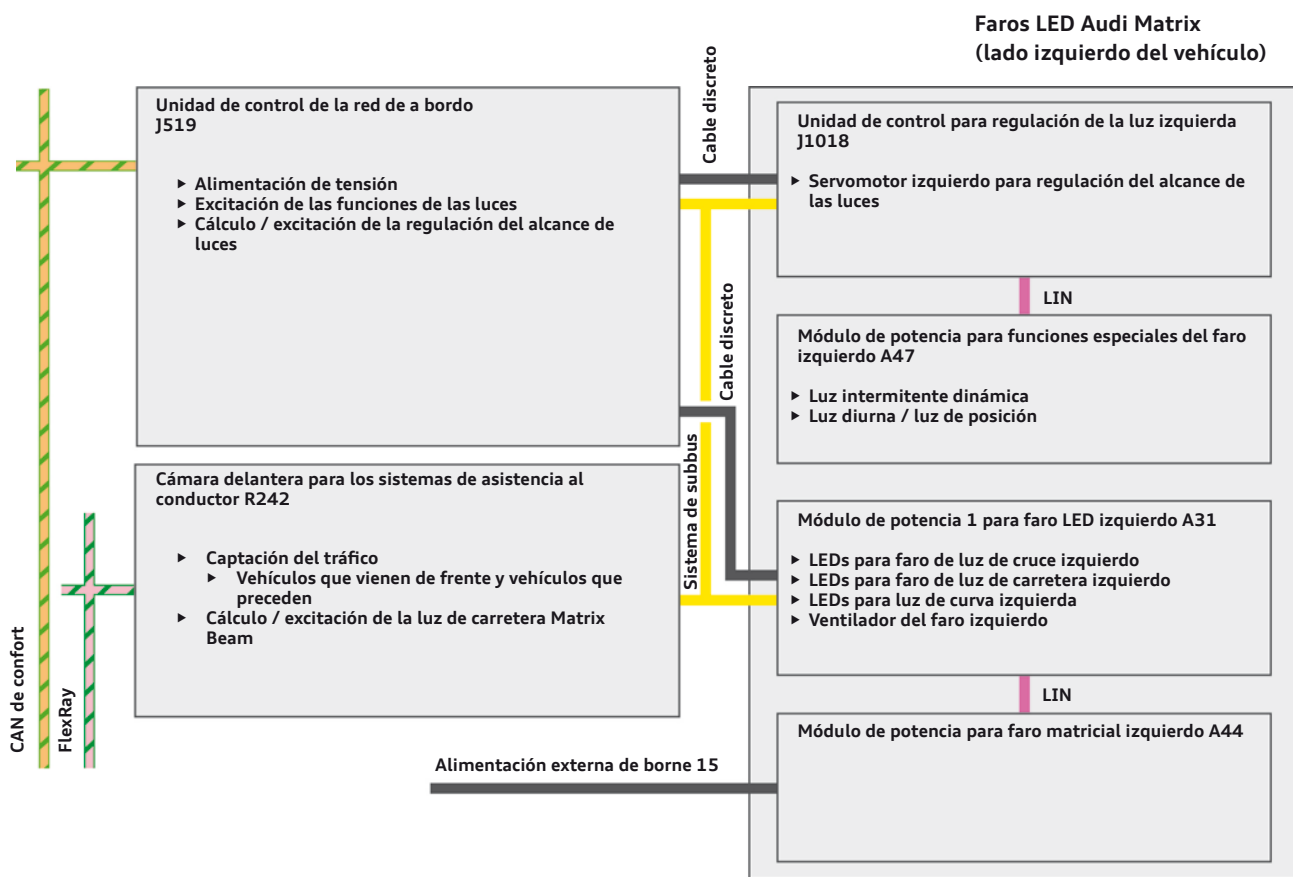 Faros LED Audi Matrix
(lado izquierdo del vehículo)
Unidad de control de la red de a bordo
J519
▸ Alimentación de tensión
▸ Excitación de las funciones de las luces
▸ Cálculo / excitación de la regulación del alcance de
luces
Cable discreto
Unidad de control para regulación de la luz izquierda
J1018
▸ Servomotor izquierdo para regulación del alcance de
las luces
LIN
Cable discreto
Módulo de potencia para funciones especiales del faro
izquierdo A47
▸ Luz intermitente dinámica
▸ Luz diurna / luz de posición
Cámara delantera para los sistemas de asistencia al
conductor R242
▸ Captación del tráfico
▸ Vehículos que vienen de frente y vehículos que
preceden
▸ Cálculo / excitación de la luz de carretera Matrix
Beam
Sistema de subbus
Módulo de potencia 1 para faro LED izquierdo A31
▸ LEDs para faro de luz de cruce izquierdo
▸ LEDs para faro de luz de carretera izquierdo
▸ LEDs para luz de curva izquierda
▸ Ventilador del faro izquierdo
LIN
CAN de confort
FlexRay
Módulo de potencia para faro matricial izquierdo A44
Alimentación externa de borne 15